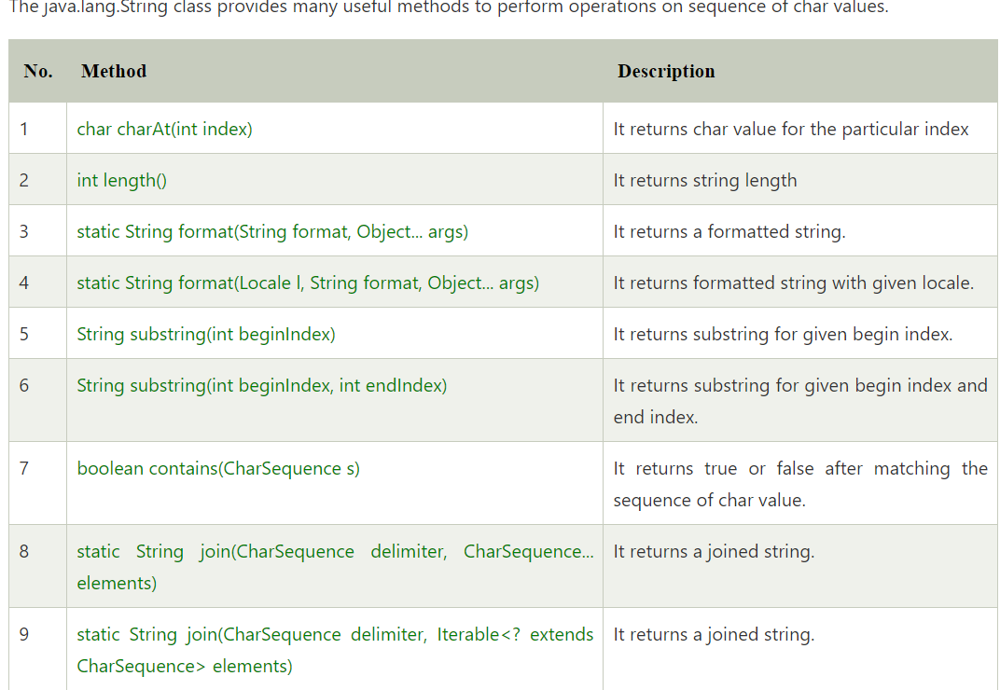 The java.lang.String class provides many useful methods to perform operations on sequence of char values.
No. Method Description
1 char charAt(int index) It returns char value for the particular index
2 int length() It returns string length
3 static String format(String format, Object... args) It returns a formatted string.
4 static String format(Locale l, String format, Object... args) It returns formatted string with given locale.
5 String substring(int beginIndex) It returns substring for given begin index.
6 String substring(int beginIndex, int endIndex) It returns substring for given begin index and
end index.
7 boolean contains(CharSequence s) It returns true or false after matching the
sequence of char value.
8 static String join(CharSequence delimiter, CharSequence... It returns a joined string.
elements)
9 static String join(CharSequence delimiter, Iterable<? extends It returns a joined string.
CharSequence> elements)